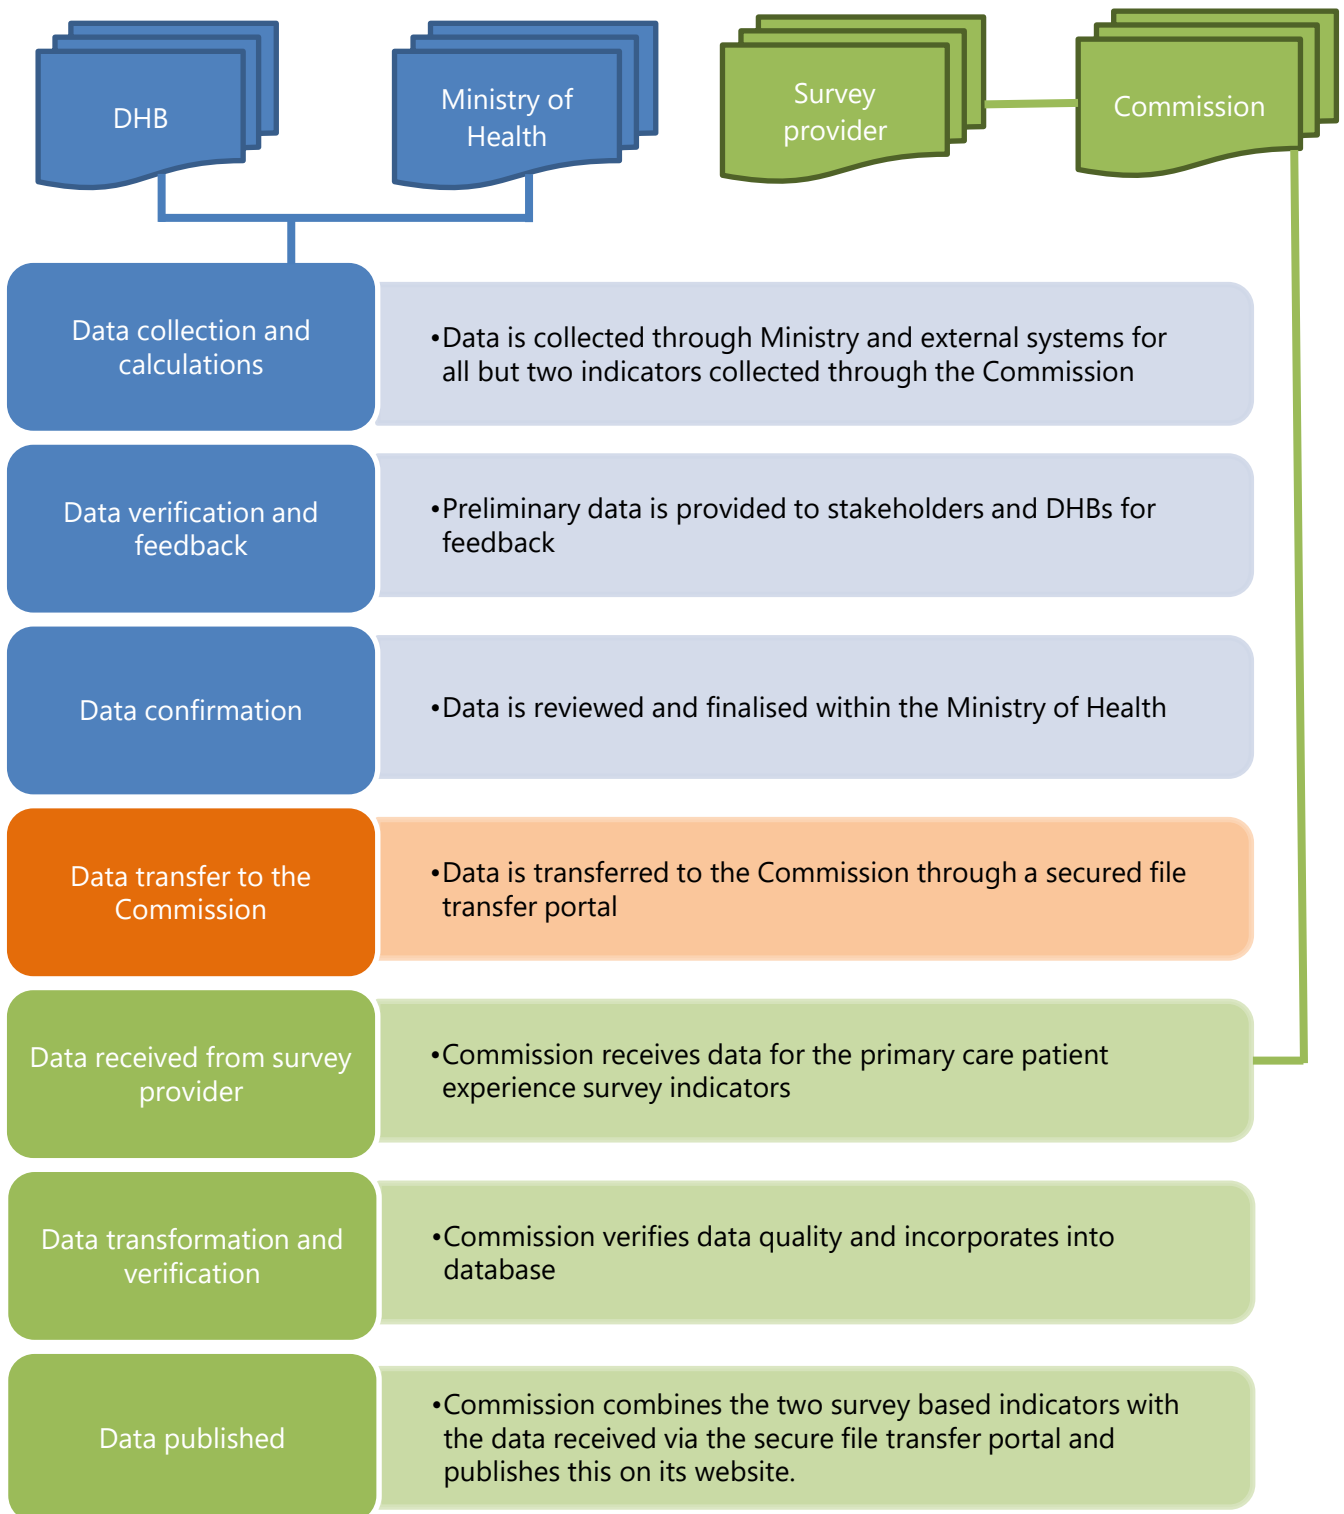 DHB
Ministry of
Health
Survey
provider
Commission
Data collection and
calculations
•Data is collected through Ministry and external systems for
all but two indicators collected through the Commission
Data verification and
feedback
•Preliminary data is provided to stakeholders and DHBs for
feedback
Data confirmation
•Data is reviewed and finalised within the Ministry of Health
Data transfer to the
Commission
•Data is transferred to the Commission through a secured file
transfer portal
Data received from survey
provider
•Commission receives data for the primary care patient
experience survey indicators
Data transformation and
verification
•Commission verifies data quality and incorporates into
database
Data published
•Commission combines the two survey based indicators with
the data received via the secure file transfer portal and
publishes this on its website.